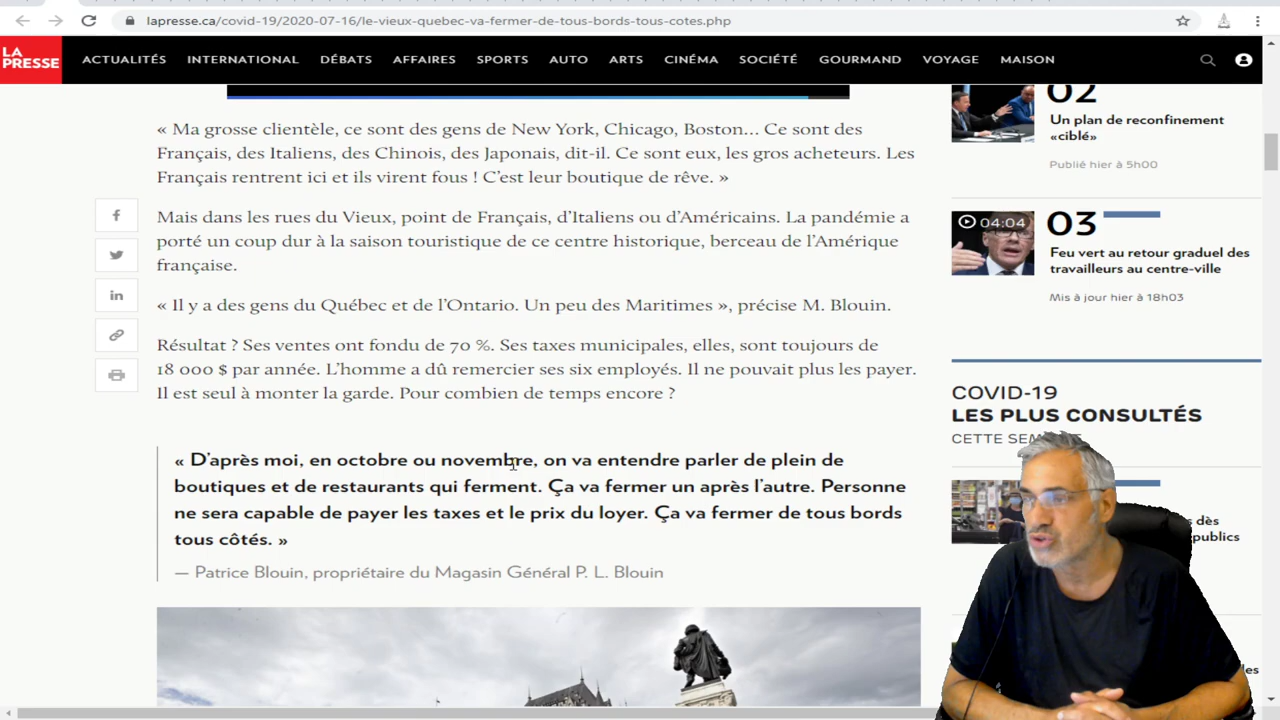 lapresse.ca/covid-19/2020-07-16/le-vieux-quebec-va-fermer-de-tous-bords-tous-cotes.php
LA PRESSE
ACTUALITÉS INTERNATIONAL DÉBATS AFFAIRES SPORTS AUTO ARTS CINÉMA SOCIÉTÉ GOURMAND VOYAGE MAISON
« Ma grosse clientèle, ce sont des gens de New York, Chicago, Boston… Ce sont des
Français, des Italiens, des Chinois, des Japonais, dit-il. Ce sont eux, les gros acheteurs. Les
Français rentrent ici et ils virent fous ! C'est leur boutique de rêve. »
Mais dans les rues du Vieux, point de Français, d'Italiens ou d'Américains. La pandémie a
porté un coup dur à la saison touristique de ce centre historique, berceau de l'Amérique
française.
« Il y a des gens du Québec et de l'Ontario. Un peu des Maritimes », précise M. Blouin.
Résultat ? Ses ventes ont fondu de 70 %. Ses taxes municipales, elles, sont toujours de
18 000 $ par année. L'homme a dû remercier ses six employés. Il ne pouvait plus les payer.
Il est seul à monter la garde. Pour combien de temps encore ?
« D'après moi, en octobre ou novembre, on va entendre parler de plein de
boutiques et de restaurants qui ferment. Ça va fermer un après l'autre. Personne
ne sera capable de payer les taxes et le prix du loyer. Ça va fermer de tous bords
tous côtés. »
— Patrice Blouin, propriétaire du Magasin Général P. L. Blouin
02
Un plan de reconfinement
«ciblé»
Publié hier à 5h00
04:04
03
Feu vert au retour graduel des
travailleurs au centre-ville
Mis à jour hier à 18h03
COVID-19
LES PLUS CONSULTÉS
CETTE
dès
publics
les